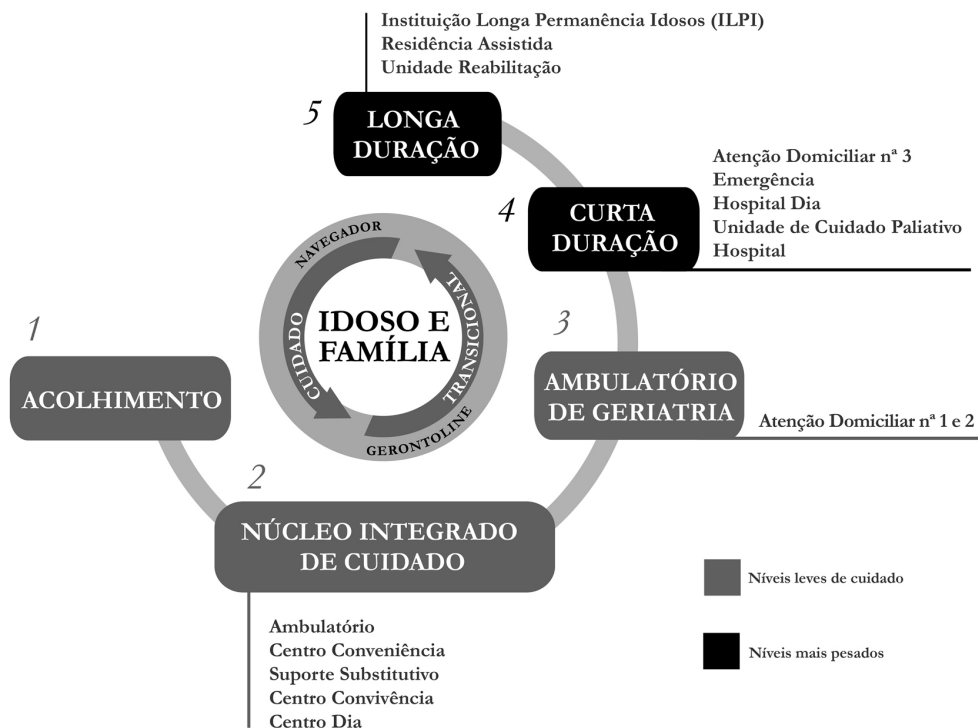 Instituição Longa Permanência Idosos (ILPI)
Residência Assistida
Unidade Reabilitação
5
LONGA
DURAÇÃO
4
CURTA
DURAÇÃO
Atenção Domiciliar nª 3
Emergência
Hospital Dia
Unidade de Cuidado Paliativo
Hospital
NAVEGADOR
CUIDADO
TRANSICIONAL
GERONTOLINE
IDOSO E
FAMÍLIA
1
ACOLHIMENTO
3
AMBULATÓRIO
DE GERIATRIA
Atenção Domiciliar nª 1 e 2
2
NÚCLEO INTEGRADO
DE CUIDADO
Ambulatório
Centro Conveniência
Suporte Substitutivo
Centro Convivência
Centro Dia
Níveis leves de cuidado
Níveis mais pesados